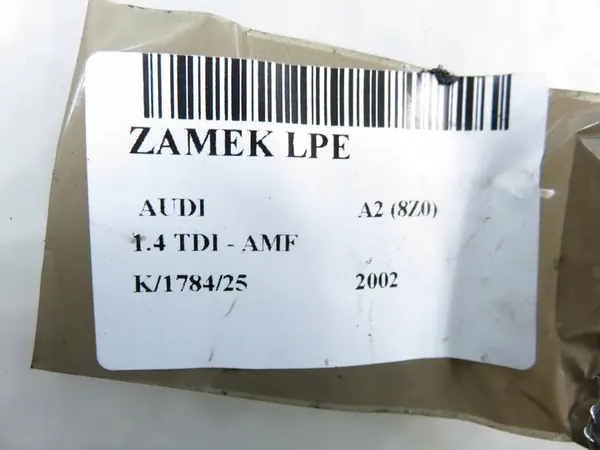 ZAMEK LPE
AUDI A2 (8Z0)
1.4 TDI - AMF
K/1784/25 2002